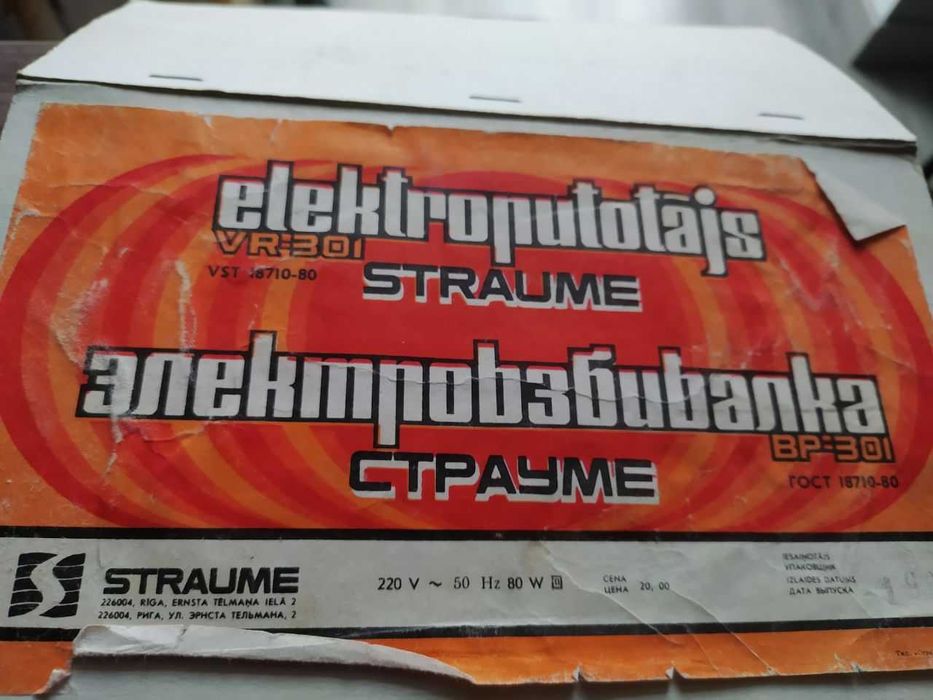 elektroputotājs
VR-301
VST 18710-80
STRAUME
электровзбивалка
ВР-301
СТРАУМЕ
ГОСТ 18710-80
STRAUME
226004, RIGA, ERNSTA TELMAŅA IELĀ 2
226004, РИГА, УЛ. ЭРНСТА ТЕЛЬМАНА, 2
220 V ~ 50 Hz 80 W
CENA
ЦЕНА 20,00
IESAIŅOTĀJS
УПАКОВЩИК
IZLAIDES DATUMS
ДАТА ВЫПУСКА